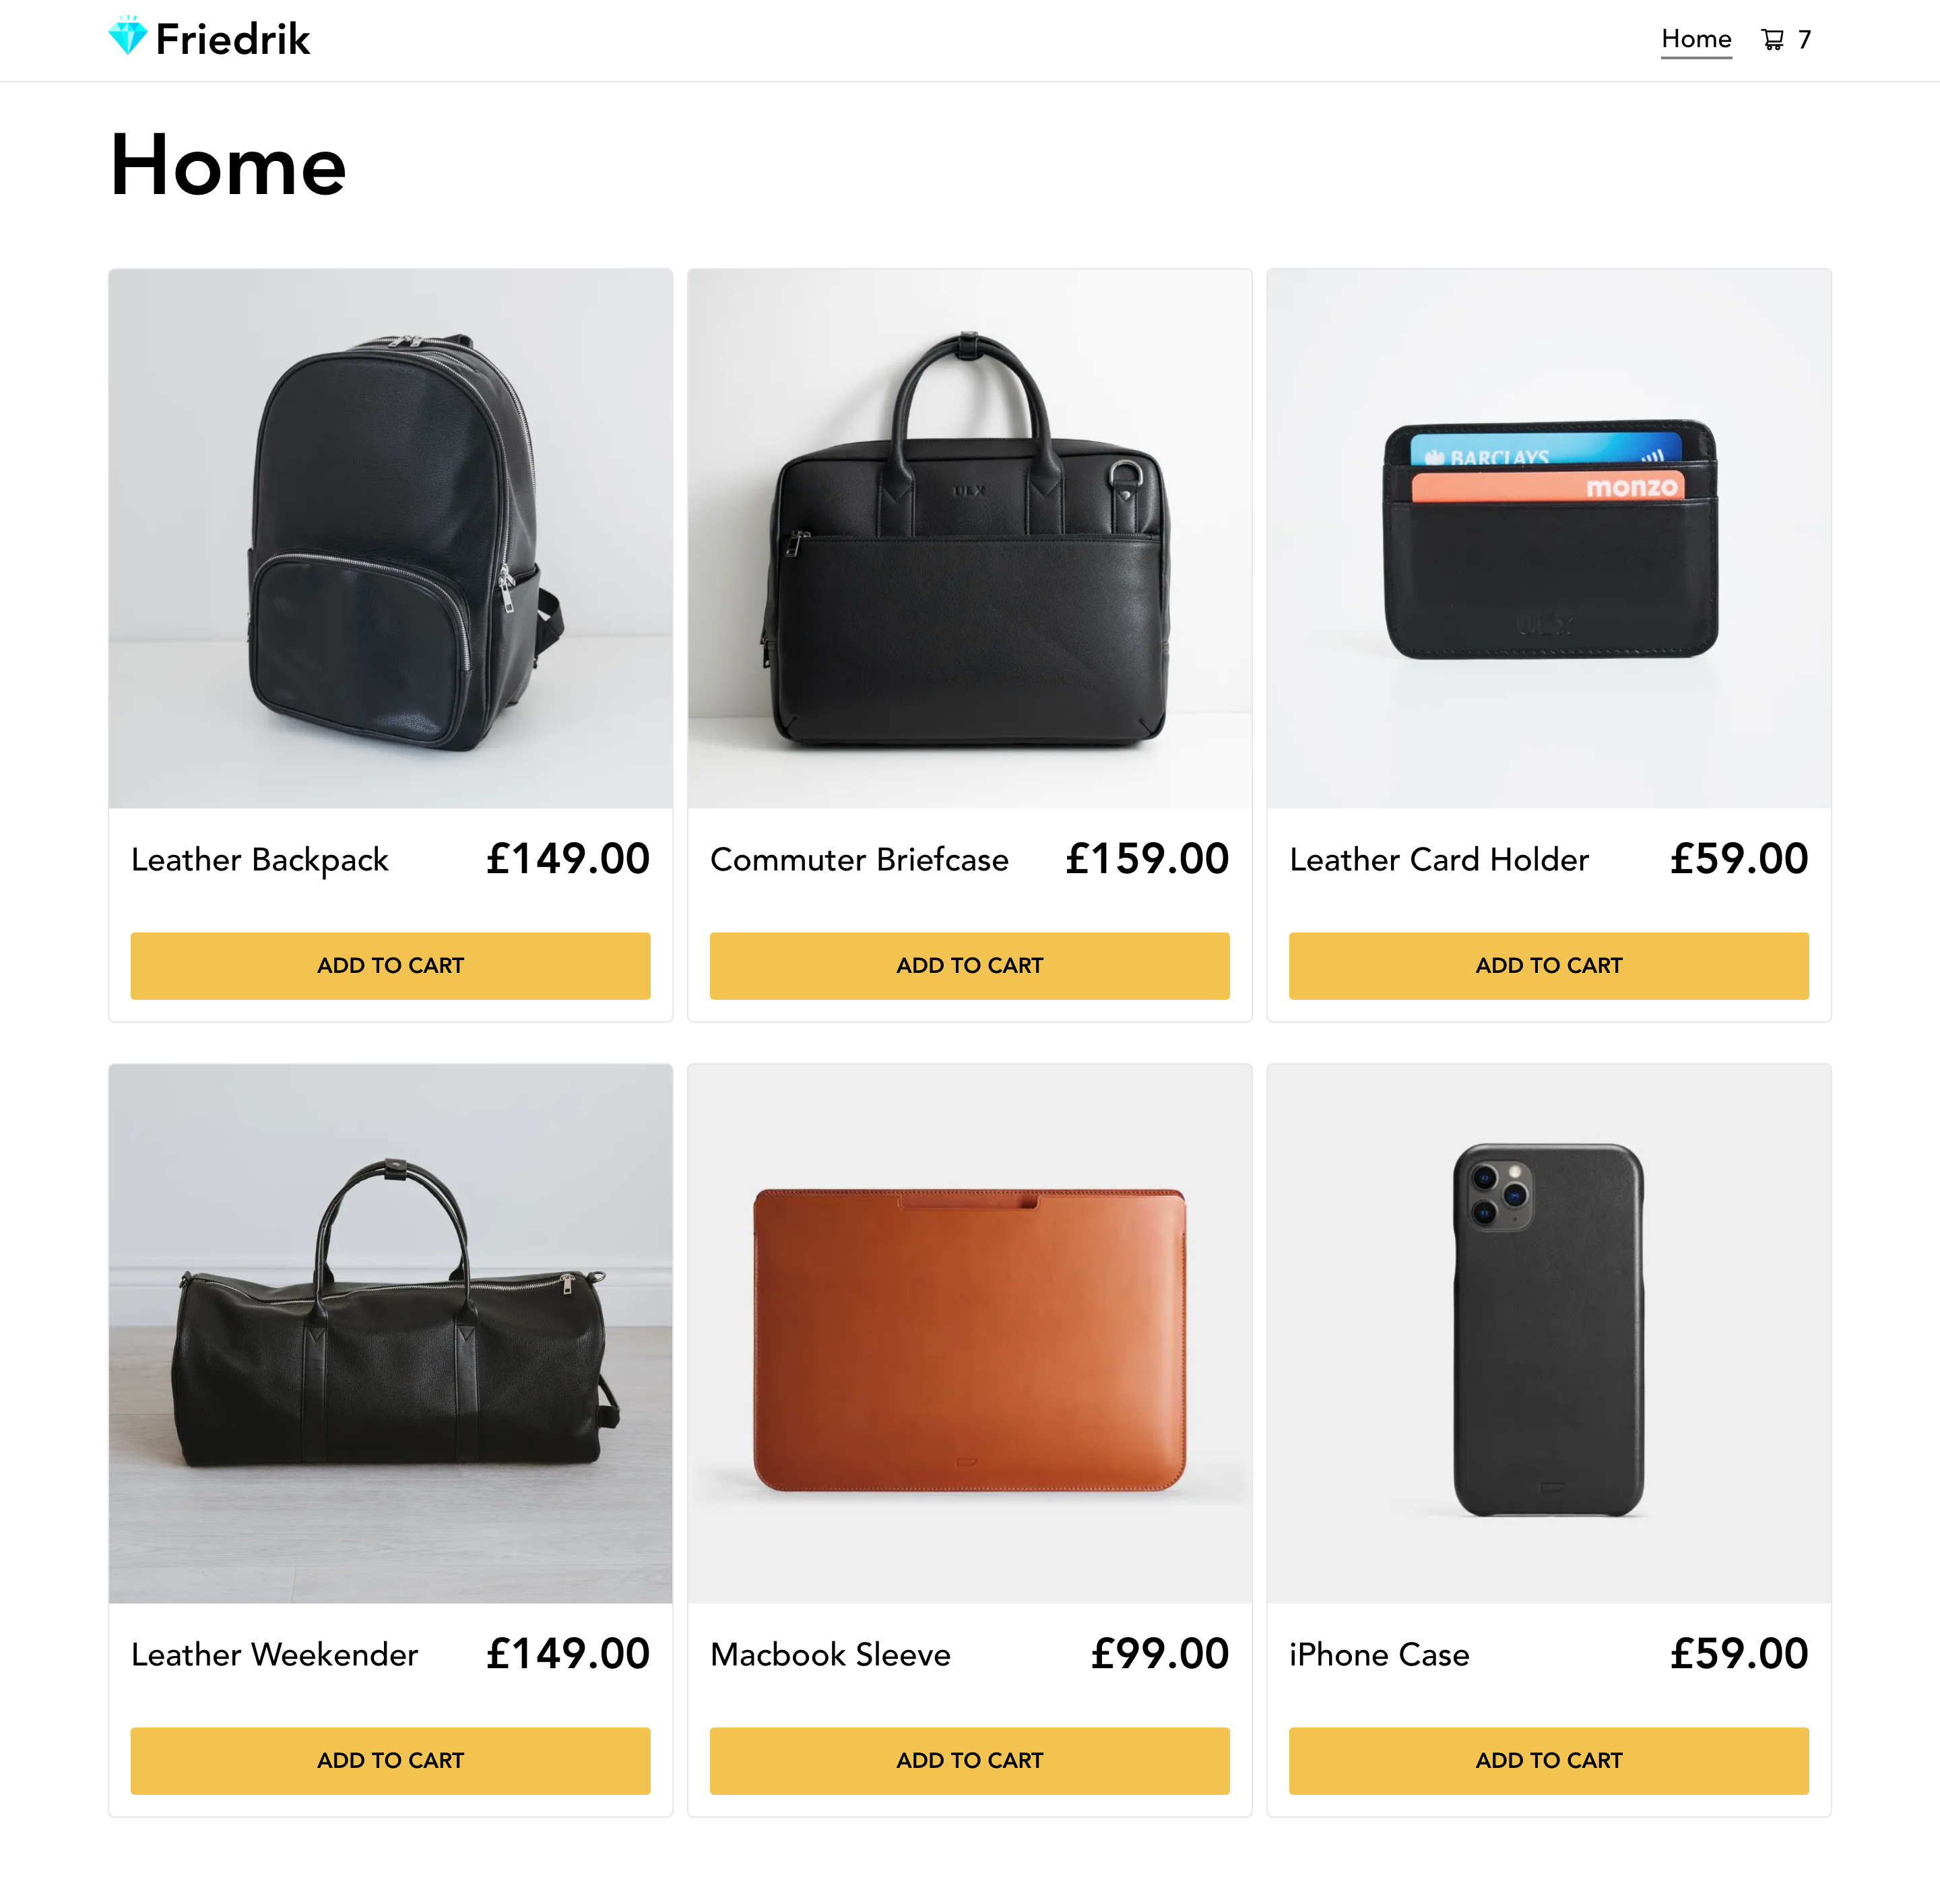 Friedrik
Home
7
Home
ULX
BARCLAYS
monzo
ULX
Leather Backpack £149.00
Commuter Briefcase £159.00
Leather Card Holder £59.00
ADD TO CART
ADD TO CART
ADD TO CART
Leather Weekender £149.00
Macbook Sleeve £99.00
iPhone Case £59.00
ADD TO CART
ADD TO CART
ADD TO CART